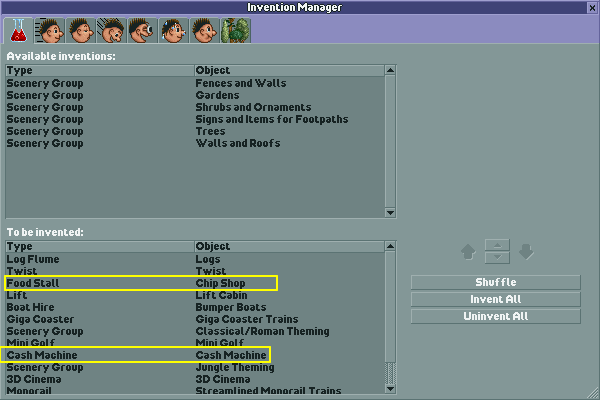 Invention Manager
Available inventions:
Type Object
Scenery Group Fences and Walls
Scenery Group Gardens
Scenery Group Shrubs and Ornaments
Scenery Group Signs and Items for Footpaths
Scenery Group Trees
Scenery Group Walls and Roofs
To be invented:
Type Object
Log Flume Logs
Twist Twist
Food Stall Chip Shop
Lift Lift Cabin
Boat Hire Bumper Boats
Giga Coaster Giga Coaster Trains
Scenery Group Classical/Roman Theming
Mini Golf Mini Golf
Cash Machine Cash Machine
Scenery Group Jungle Theming
3D Cinema 3D Cinema
Monorail Streamlined Monorail Trains
Shuffle
Invent All
Uninvent All